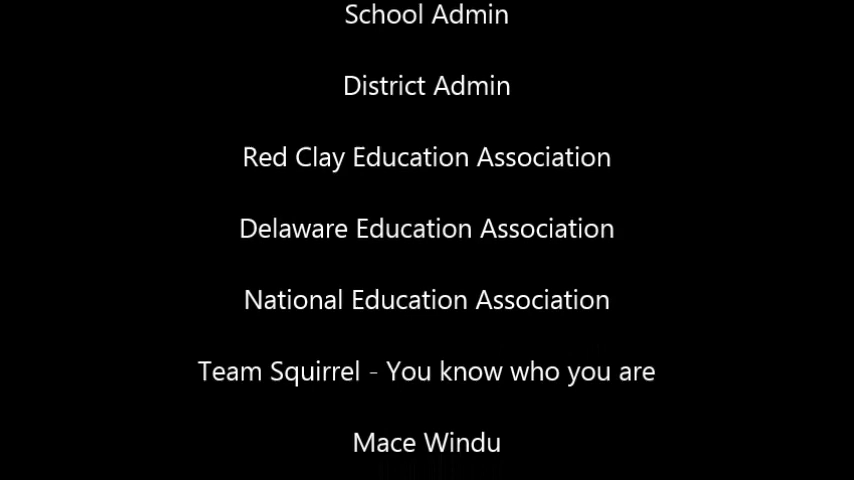 School Admin
District Admin
Red Clay Education Association
Delaware Education Association
National Education Association
Team Squirrel - You know who you are
Mace Windu